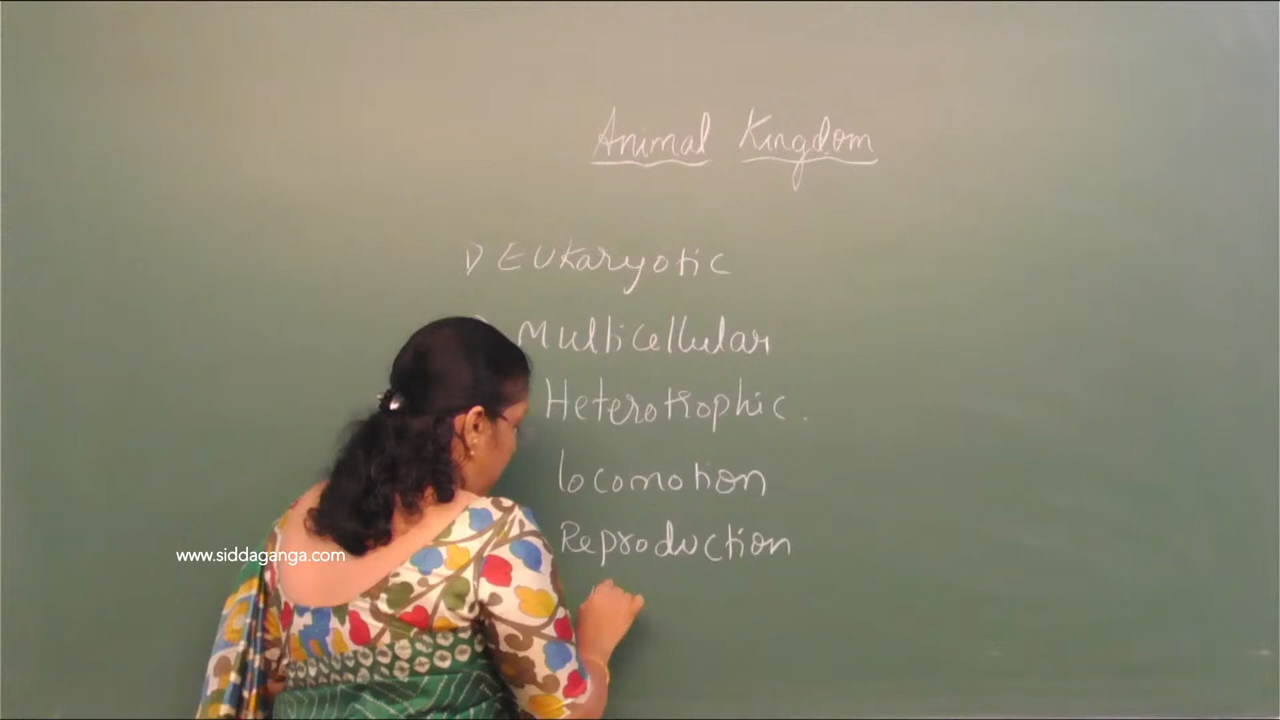 Animal Kingdom
1) Eukaryotic
Multicellular
Heterotrophic.
locomotion
Reproduction
www.siddaganga.com